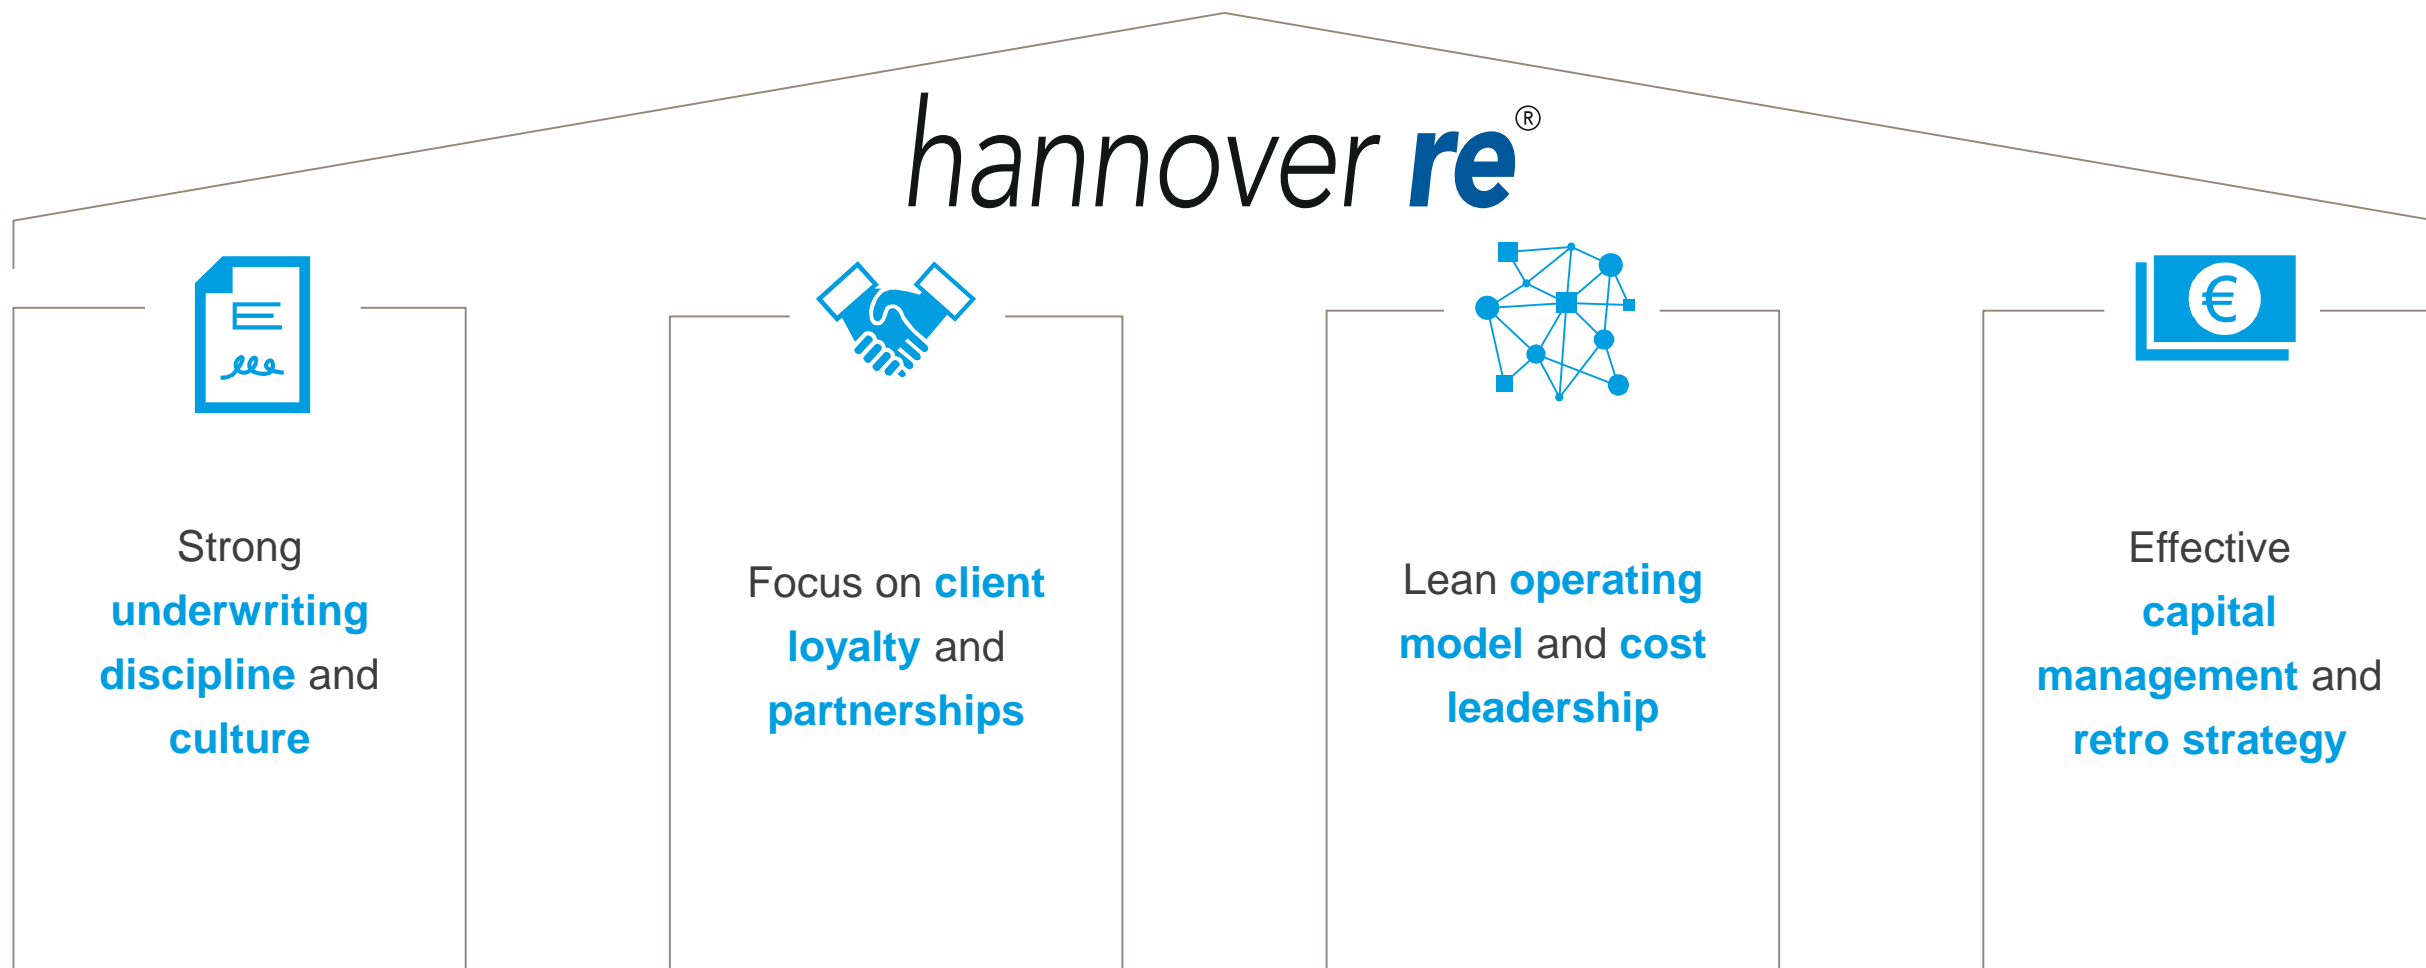 hannover re®
Strong
underwriting
discipline and
culture
Focus on client
loyalty and
partnerships
Lean operating
model and cost
leadership
€
Effective
capital
management and
retro strategy